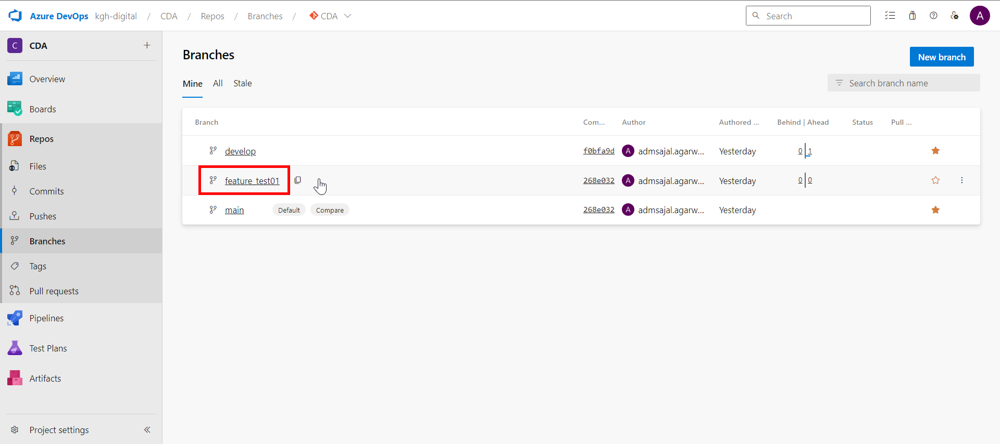 Azure DevOps kgh-digital / CDA / Repos / Branches / CDA
Search
A
C CDA
Overview
Boards
Repos
Files
Commits
Pushes
Branches
Tags
Pull requests
Pipelines
Test Plans
Artifacts
Project settings
Branches
New branch
Mine All Stale
Search branch name
Branch Com... Author Authored ... Behind | Ahead Status Pull ...
develop f0bfa9d A admsajal.agarw... Yesterday 0 1
feature_test01 268e032 A admsajal.agarw... Yesterday 0 0
main Default Compare 268e032 A admsajal.agarw... Yesterday